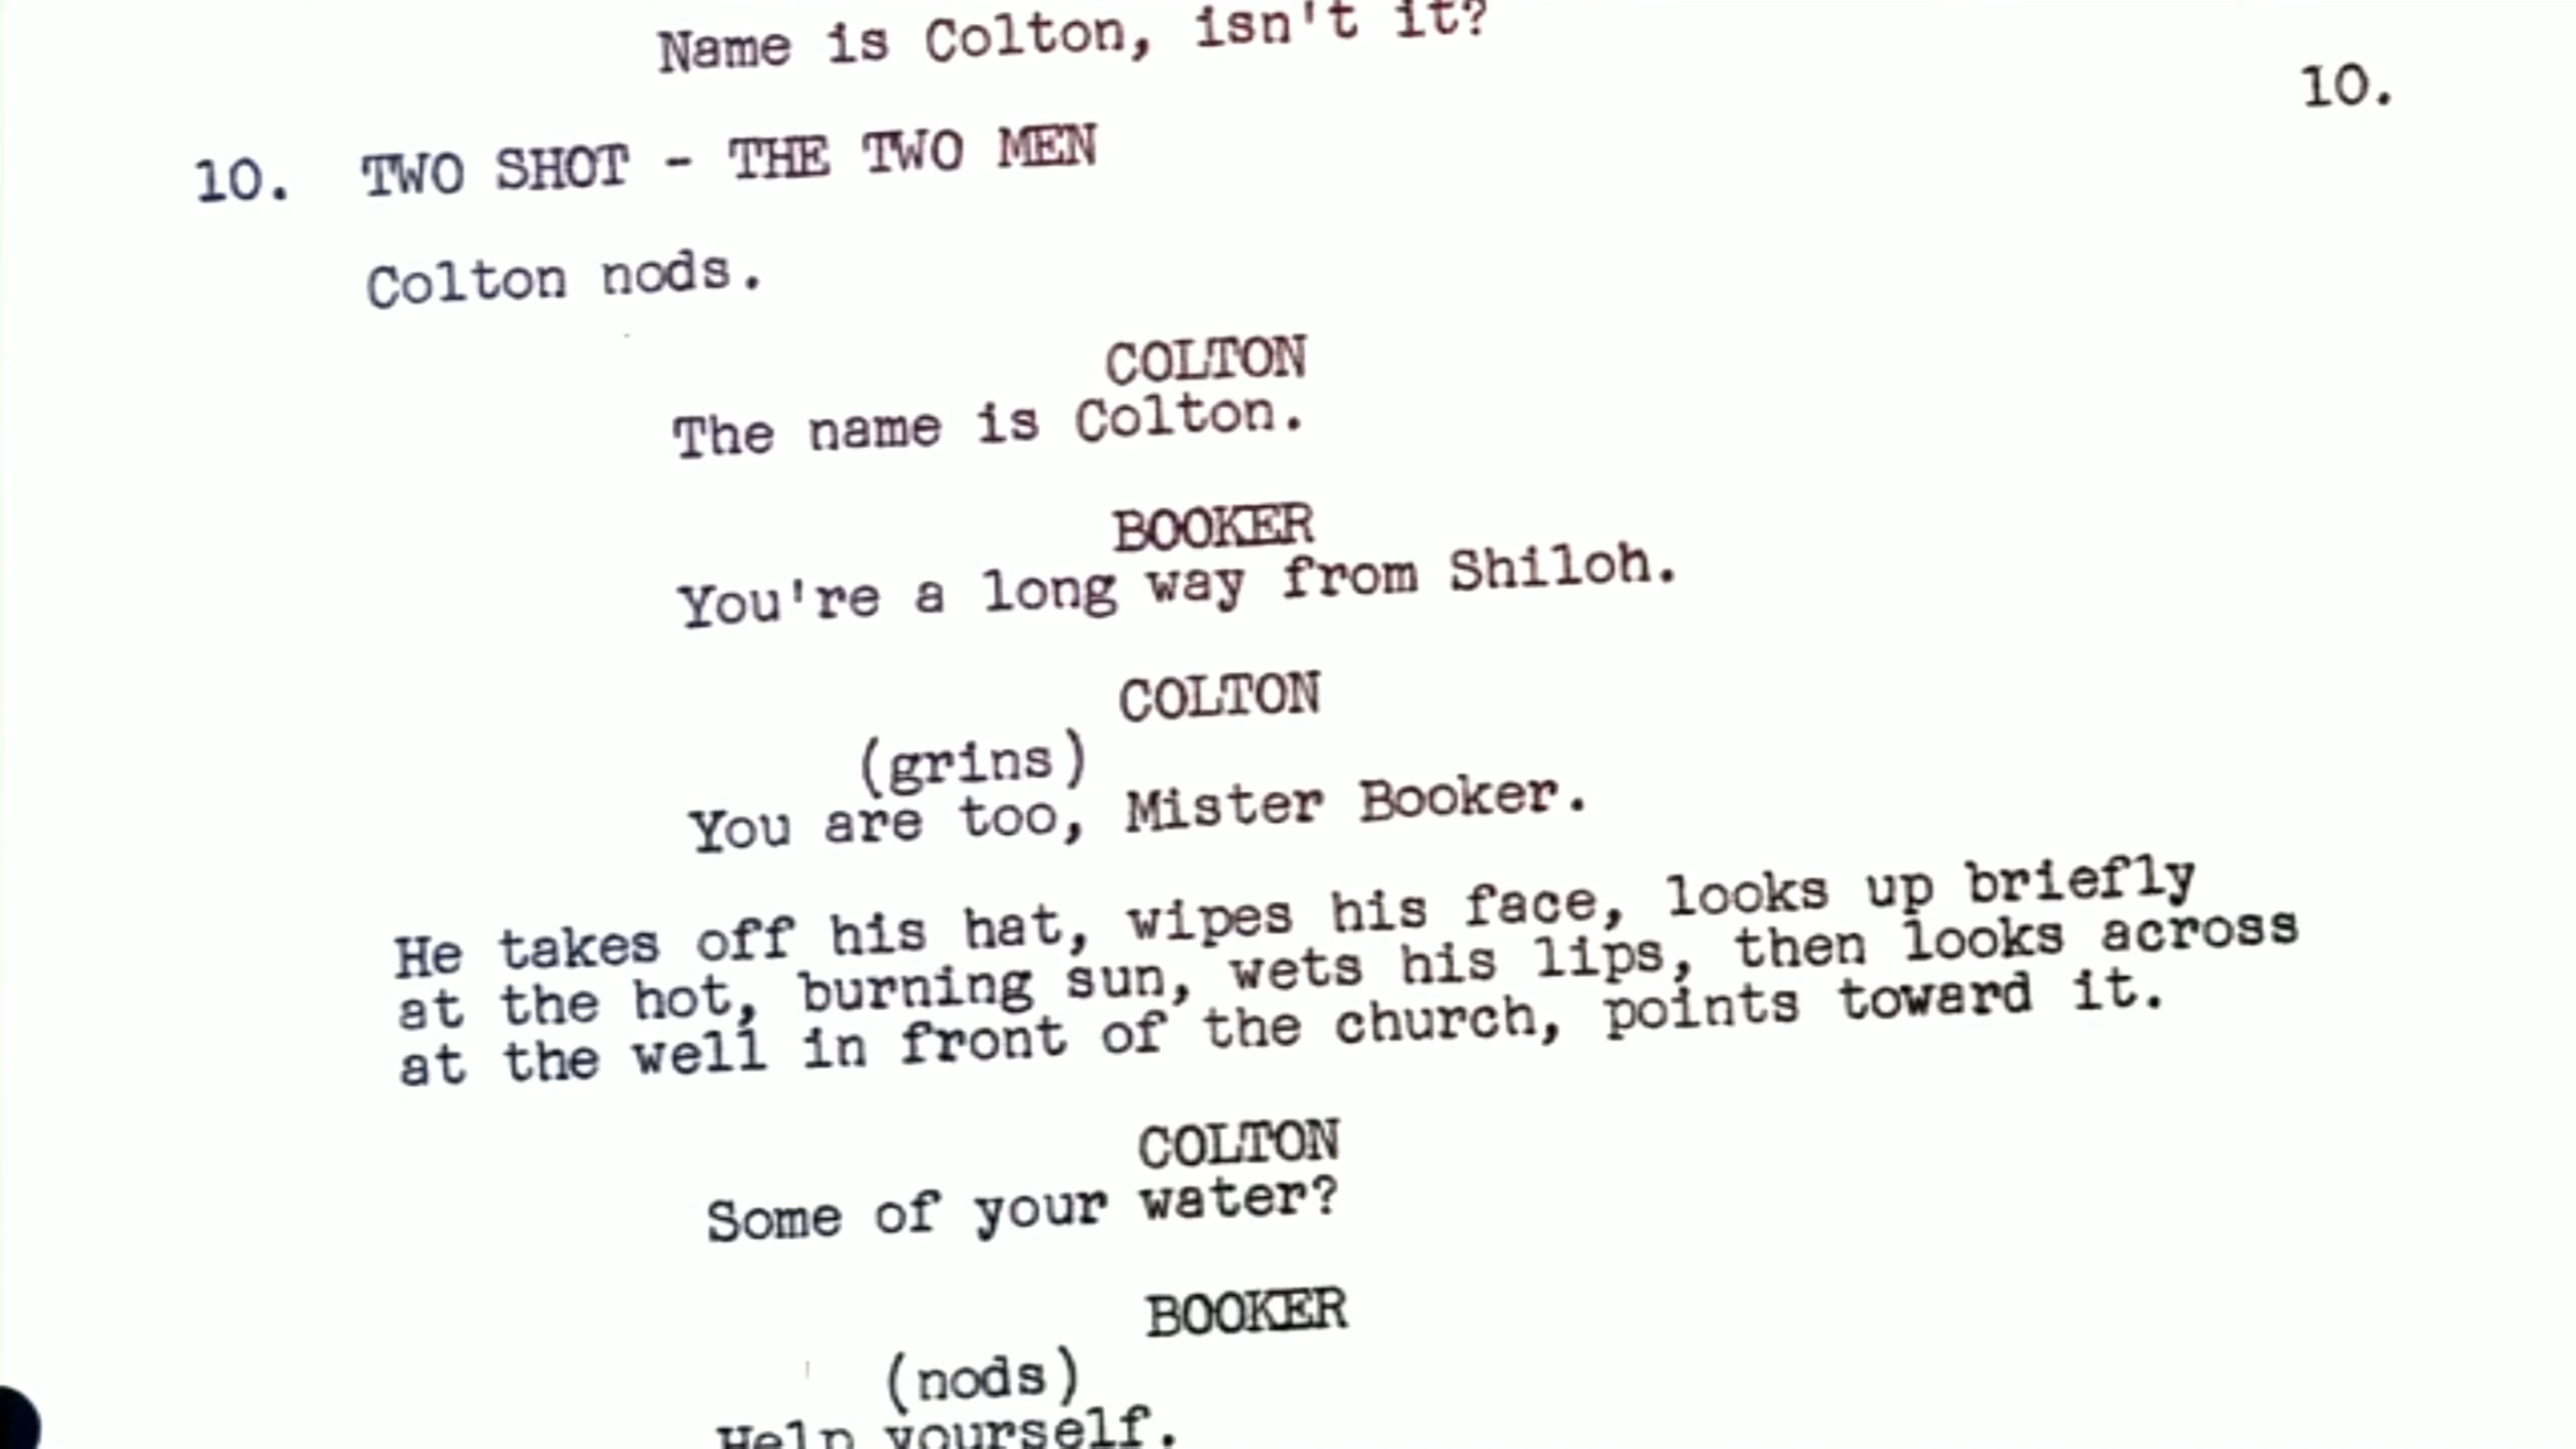 Name is Colton, isn't it?
10.
10. TWO SHOT - THE TWO MEN
Colton nods.
COLTON
The name is Colton.
BOOKER
You're a long way from Shiloh.
COLTON
(grins)
You are too, Mister Booker.
He takes off his hat, wipes his face, looks up briefly
at the hot, burning sun, wets his lips, then looks across
at the well in front of the church, points toward it.
COLTON
Some of your water?
BOOKER
(nods)
Help yourself.